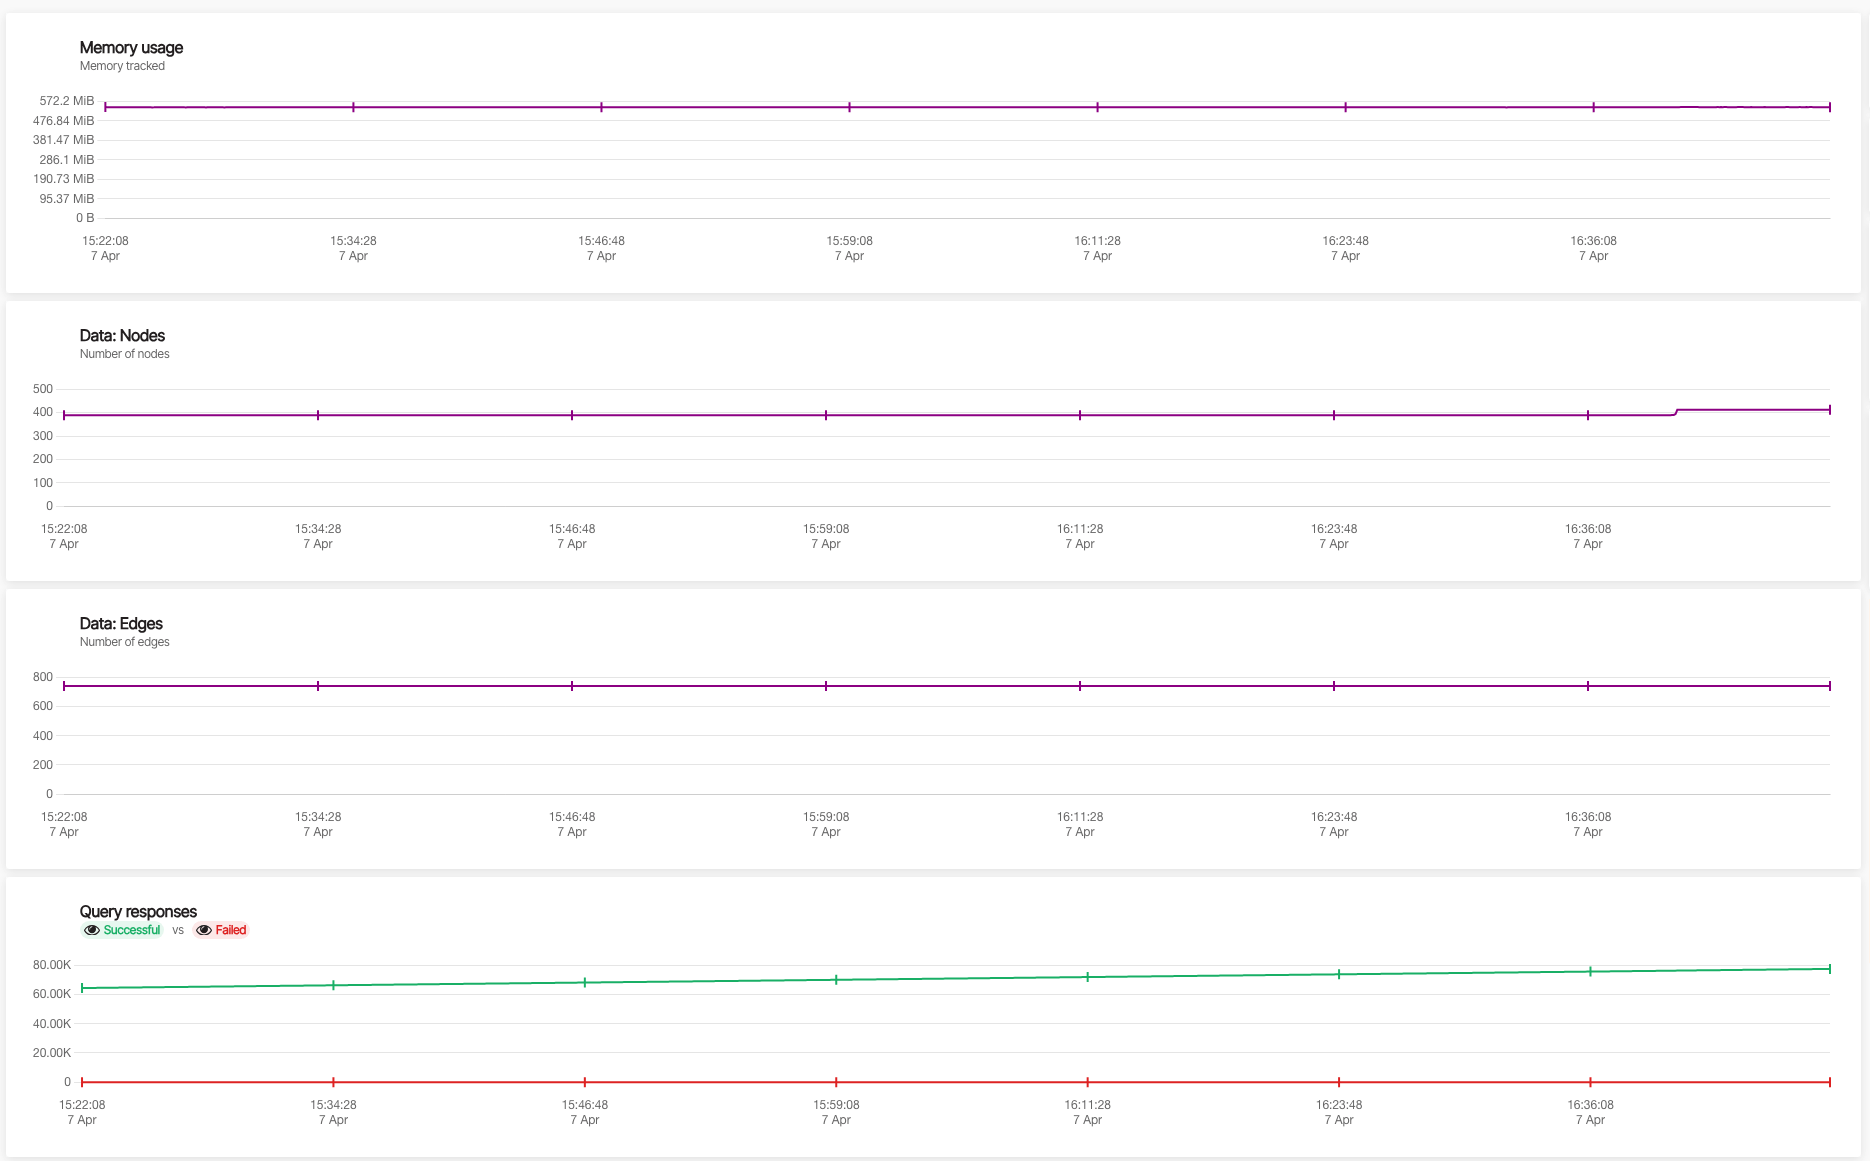 Memory usage
Memory tracked
572.2 MiB
476.84 MiB
381.47 MiB
286.1 MiB
190.73 MiB
95.37 MiB
0 B
15:22:08 15:34:28 15:46:48 15:59:08 16:11:28 16:23:48 16:36:08
7 Apr 7 Apr 7 Apr 7 Apr 7 Apr 7 Apr 7 Apr
Data: Nodes
Number of nodes
500
400
300
200
100
0
15:22:08 15:34:28 15:46:48 15:59:08 16:11:28 16:23:48 16:36:08
7 Apr 7 Apr 7 Apr 7 Apr 7 Apr 7 Apr 7 Apr
Data: Edges
Number of edges
800
600
400
200
0
15:22:08 15:34:28 15:46:48 15:59:08 16:11:28 16:23:48 16:36:08
7 Apr 7 Apr 7 Apr 7 Apr 7 Apr 7 Apr 7 Apr
Query responses
Successful vs Failed
80.00K
60.00K
40.00K
20.00K
0
15:22:08 15:34:28 15:46:48 15:59:08 16:11:28 16:23:48 16:36:08
7 Apr 7 Apr 7 Apr 7 Apr 7 Apr 7 Apr 7 Apr